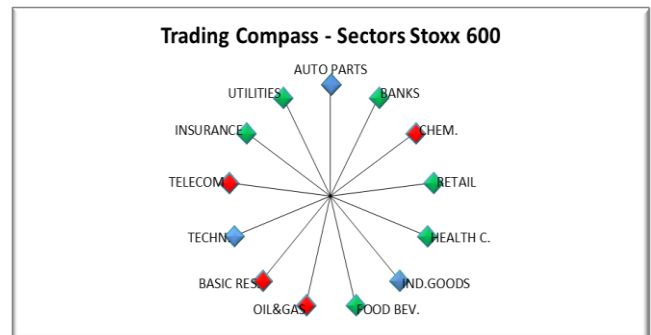 Trading Compass - Sectors Stoxx 600
AUTO PARTS
UTILITIES
BANKS
INSURANCE
CHEM.
TELECOM
RETAIL
TECHN.
HEALTH C.
BASIC RES.
IND.GOODS
OIL&GAS
FOOD BEV.